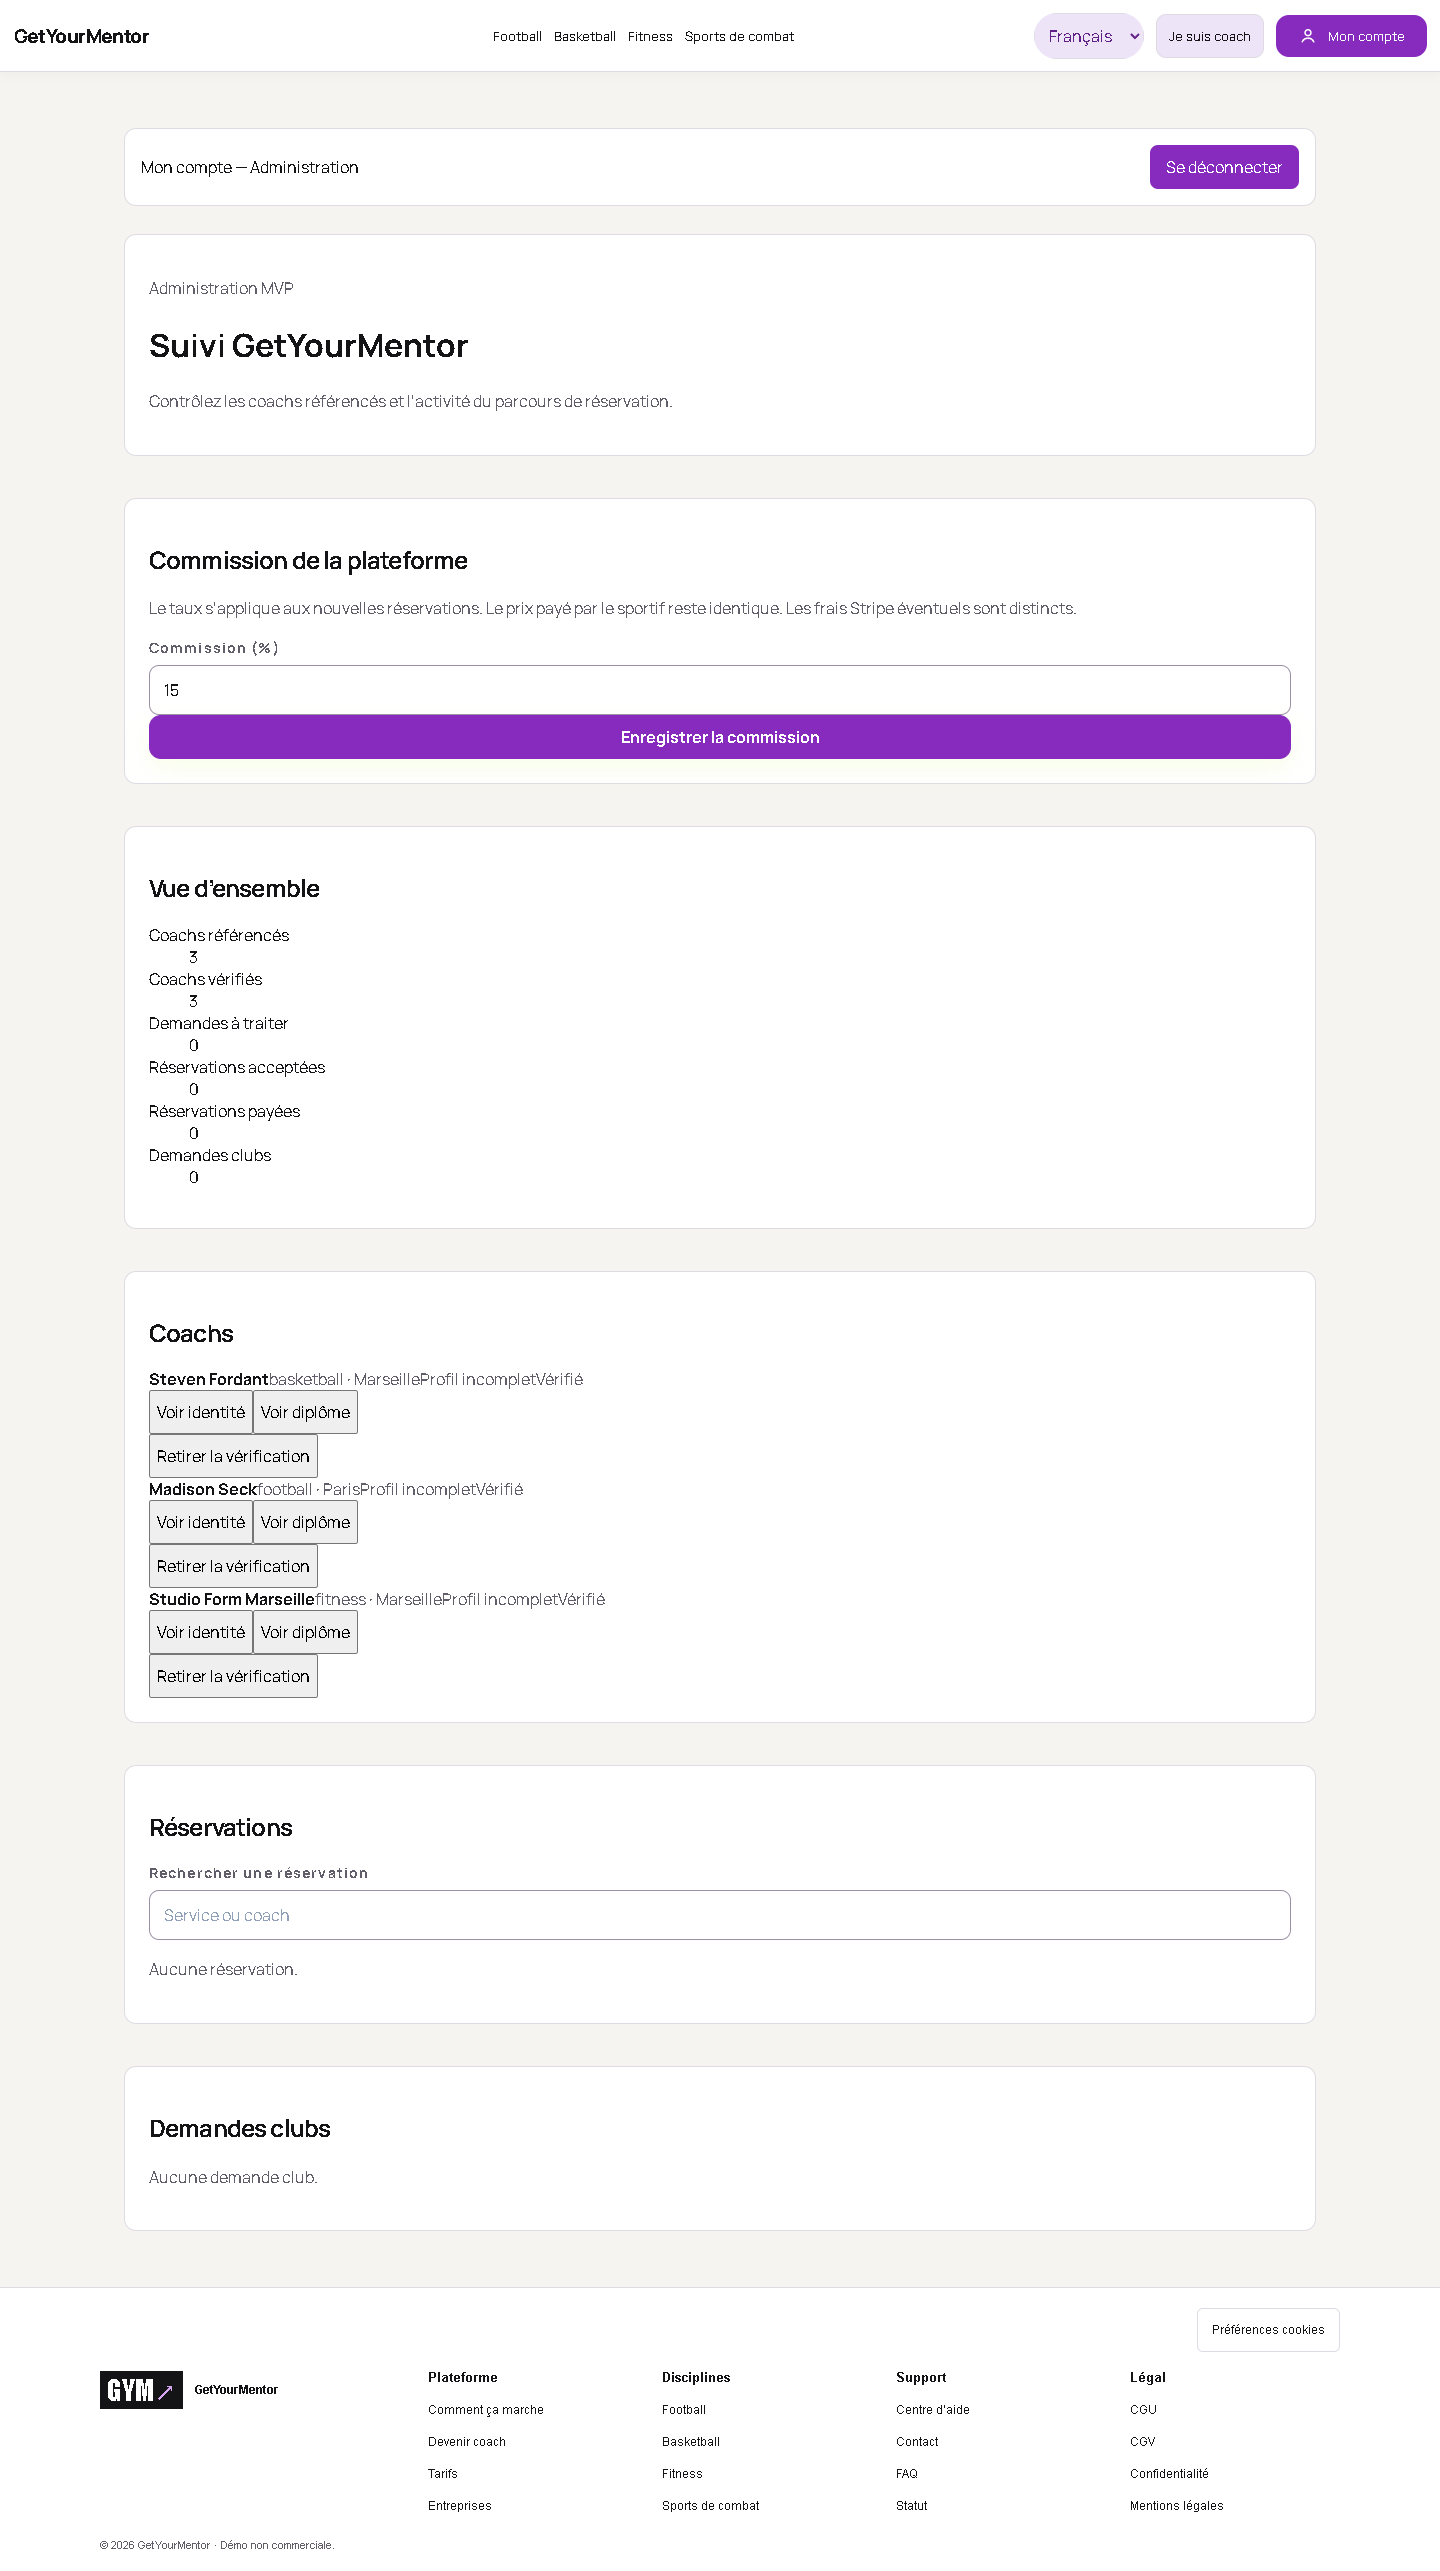 GetYourMentor
Football Basketball Fitness Sports de combat
Français
Je suis coach
Mon compte
Mon compte — Administration
Se déconnecter
Administration MVP
Suivi GetYourMentor
Contrôlez les coachs référencés et l'activité du parcours de réservation.
Commission de la plateforme
Le taux s'applique aux nouvelles réservations. Le prix payé par le sportif reste identique. Les frais Stripe éventuels sont distincts.
Commission (%)
15
Enregistrer la commission
Vue d’ensemble
Coachs référencés
3
Coachs vérifiés
3
Demandes à traiter
0
Réservations acceptées
0
Réservations payées
0
Demandes clubs
0
Coachs
Steven Fordantbasketball · MarseilleProfil incompletVérifié
Voir identité Voir diplôme
Retirer la vérification
Madison Seckfootball · ParisProfil incompletVérifié
Voir identité Voir diplôme
Retirer la vérification
Studio Form Marseillefitness · MarseilleProfil incompletVérifié
Voir identité Voir diplôme
Retirer la vérification
Réservations
Rechercher une réservation
Service ou coach
Aucune réservation.
Demandes clubs
Aucune demande club.
Préférences cookies
GYM
GetYourMentor
Plateforme
Comment ça marche
Devenir coach
Tarifs
Entreprises
Disciplines
Football
Basketball
Fitness
Sports de combat
Support
Centre d'aide
Contact
FAQ
Statut
Légal
CGU
CGV
Confidentialité
Mentions légales
© 2026 GetYourMentor · Démo non commerciale.